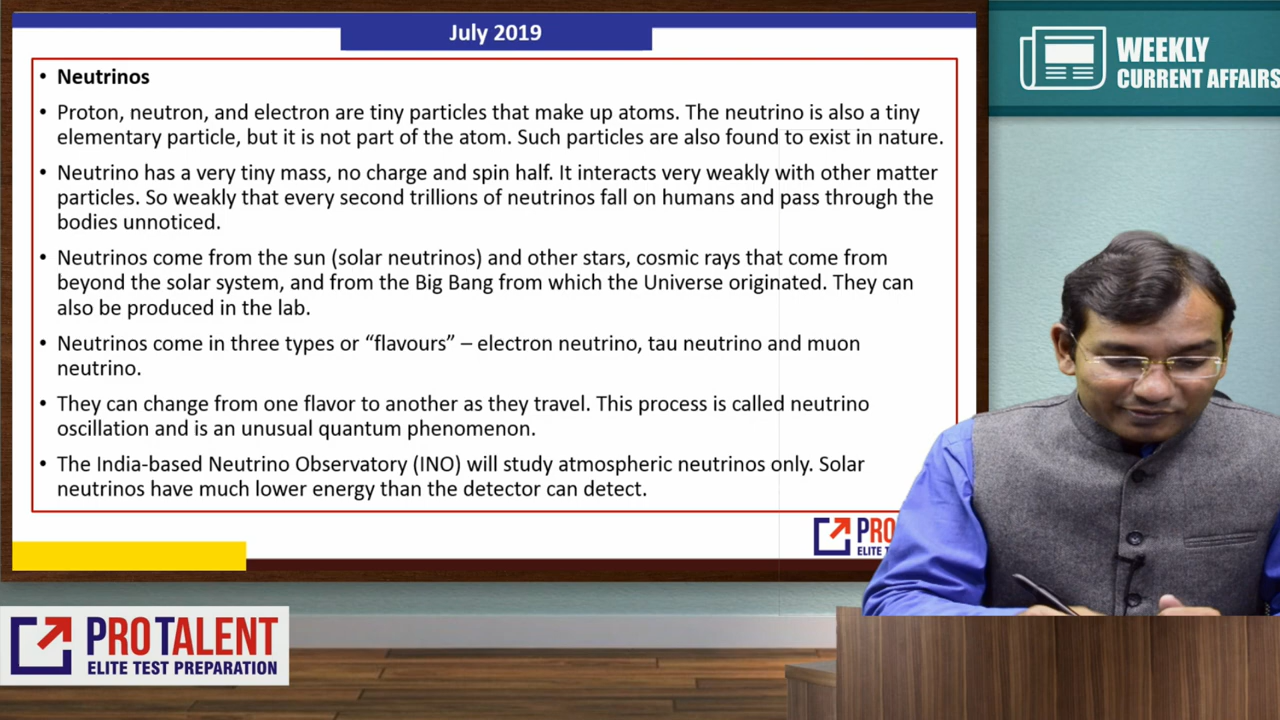 July 2019
WEEKLY
CURRENT AFFAIRS
• Neutrinos
• Proton, neutron, and electron are tiny particles that make up atoms. The neutrino is also a tiny
elementary particle, but it is not part of the atom. Such particles are also found to exist in nature.
• Neutrino has a very tiny mass, no charge and spin half. It interacts very weakly with other matter
particles. So weakly that every second trillions of neutrinos fall on humans and pass through the
bodies unnoticed.
• Neutrinos come from the sun (solar neutrinos) and other stars, cosmic rays that come from
beyond the solar system, and from the Big Bang from which the Universe originated. They can
also be produced in the lab.
• Neutrinos come in three types or “flavours” – electron neutrino, tau neutrino and muon
neutrino.
• They can change from one flavor to another as they travel. This process is called neutrino
oscillation and is an unusual quantum phenomenon.
• The India-based Neutrino Observatory (INO) will study atmospheric neutrinos only. Solar
neutrinos have much lower energy than the detector can detect.
PRO
ELITE
PROTALENT
ELITE TEST PREPARATION